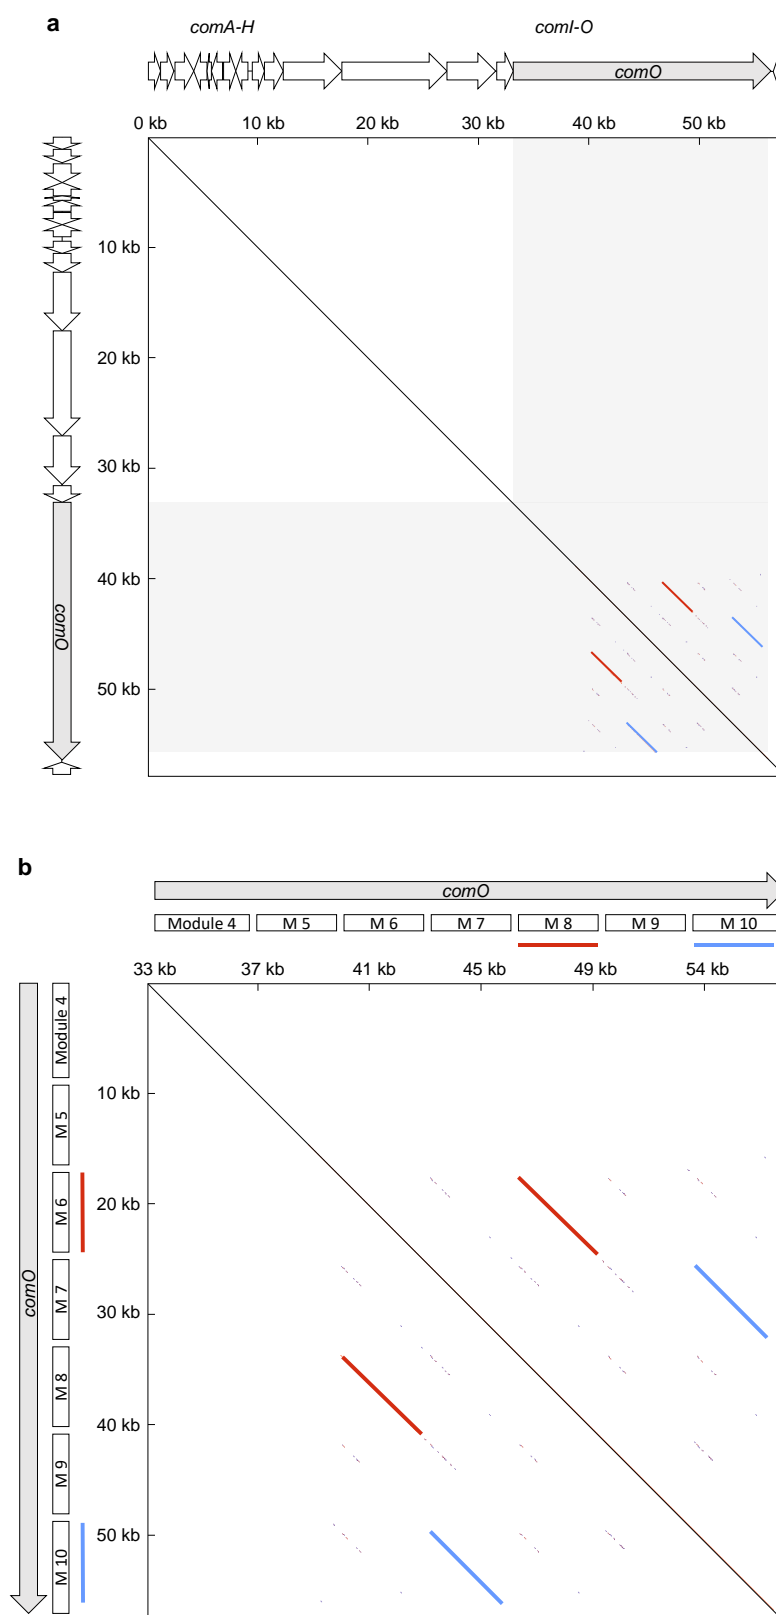 a
comA-H
comI-O
comO
0 kb
10 kb
20 kb
30 kb
40 kb
50 kb
10 kb
20 kb
30 kb
40 kb
50 kb
comO
b
comO
Module 4
M 5
M 6
M 7
M 8
M 9
M 10
33 kb
37 kb
41 kb
45 kb
49 kb
54 kb
comO
Module 4
M 5
M 6
M 7
M 8
M 9
M 10
10 kb
20 kb
30 kb
40 kb
50 kb